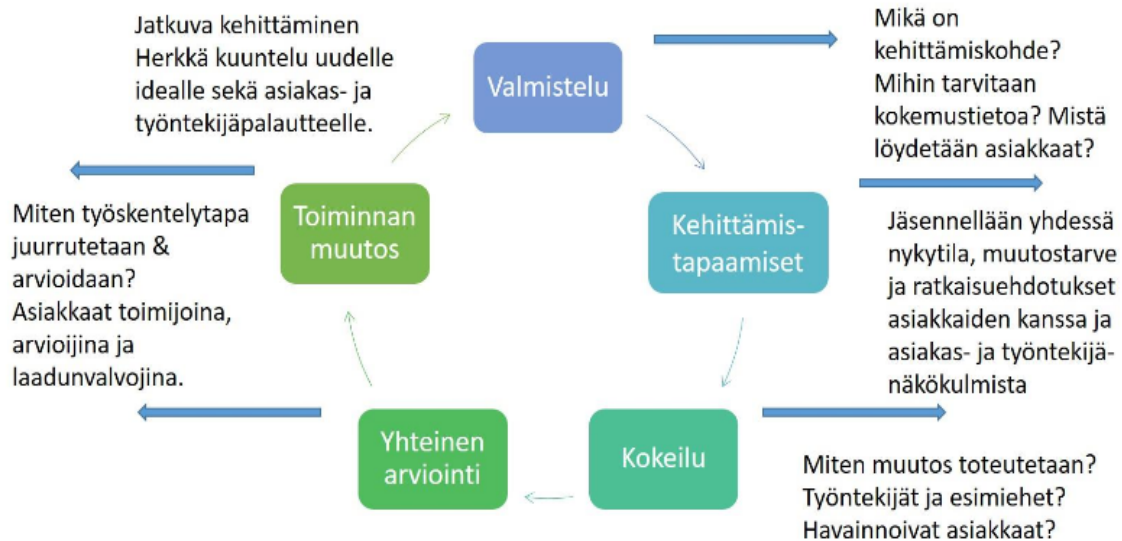 Jatkuva kehittäminen
Herkkä kuuntelu uudelle
idealle sekä asiakas- ja
työntekijäpalautteelle.
Valmistelu
Mikä on
kehittämiskohde?
Mihin tarvitaan
kokemustietoa? Mistä
löydetään asiakkaat?
Toiminnan
muutos
Kehittämis-
tapaamiset
Miten työskentelytapa
juurrutetaan &
arvioidaan?
Asiakkaat toimijoina,
arvioijina ja
laadunvalvojina.
Jäsennellään yhdessä
nykytila, muutostarve
ja ratkaisuehdotukset
asiakkaiden kanssa ja
asiakas- ja työntekijä-
näkökulmista
Yhteinen
arviointi
Kokeilu
Miten muutos toteutetaan?
Työntekijät ja esimiehet?
Havainnoivat asiakkaat?